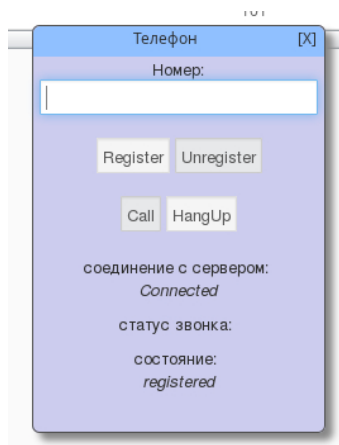 Телефон [X]
Номер:
Register Unregister
Call HangUp
соединение с сервером:
Connected
статус звонка:
состояние:
registered